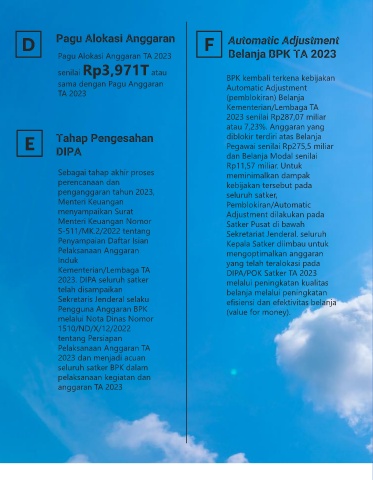 D
Pagu Alokasi Anggaran
Pagu Alokasi Anggaran TA 2023
senilai Rp3,971T atau
sama dengan Pagu Anggaran
TA 2023
E
Tahap Pengesahan
DIPA
Sebagai tahap akhir proses
perencanaan dan
penganggaran tahun 2023,
Menteri Keuangan
menyampaikan Surat
Menteri Keuangan Nomor
S-511/MK.2/2022 tentang
Penyampaian Daftar Isian
Pelaksanaan Anggaran
Induk
Kementerian/Lembaga TA
2023. DIPA seluruh satker
telah disampaikan
Sekretaris Jenderal selaku
Pengguna Anggaran BPK
melalui Nota Dinas Nomor
1510/ND/X/12/2022
tentang Persiapan
Pelaksanaan Anggaran TA
2023 dan menjadi acuan
seluruh satker BPK dalam
pelaksanaan kegiatan dan
anggaran TA 2023
F
Automatic Adjustment
Belanja BPK TA 2023
BPK kembali terkena kebijakan
Automatic Adjustment
(pemblokiran) Belanja
Kementerian/Lembaga TA
2023 senilai Rp287,07 miliar
atau 7,23%. Anggaran yang
diblokir terdiri atas Belanja
Pegawai senilai Rp275,5 miliar
dan Belanja Modal senilai
Rp11,57 miliar. Untuk
meminimalkan dampak
kebijakan tersebut pada
seluruh satker,
Pemblokiran/Automatic
Adjustment dilakukan pada
Satker Pusat di bawah
Sekretariat Jenderal. seluruh
Kepala Satker diimbau untuk
mengoptimalkan anggaran
yang telah teralokasi pada
DIPA/POK Satker TA 2023
melalui peningkatan kualitas
belanja melalui peningkatan
efisiensi dan efektivitas belanja
(value for money).